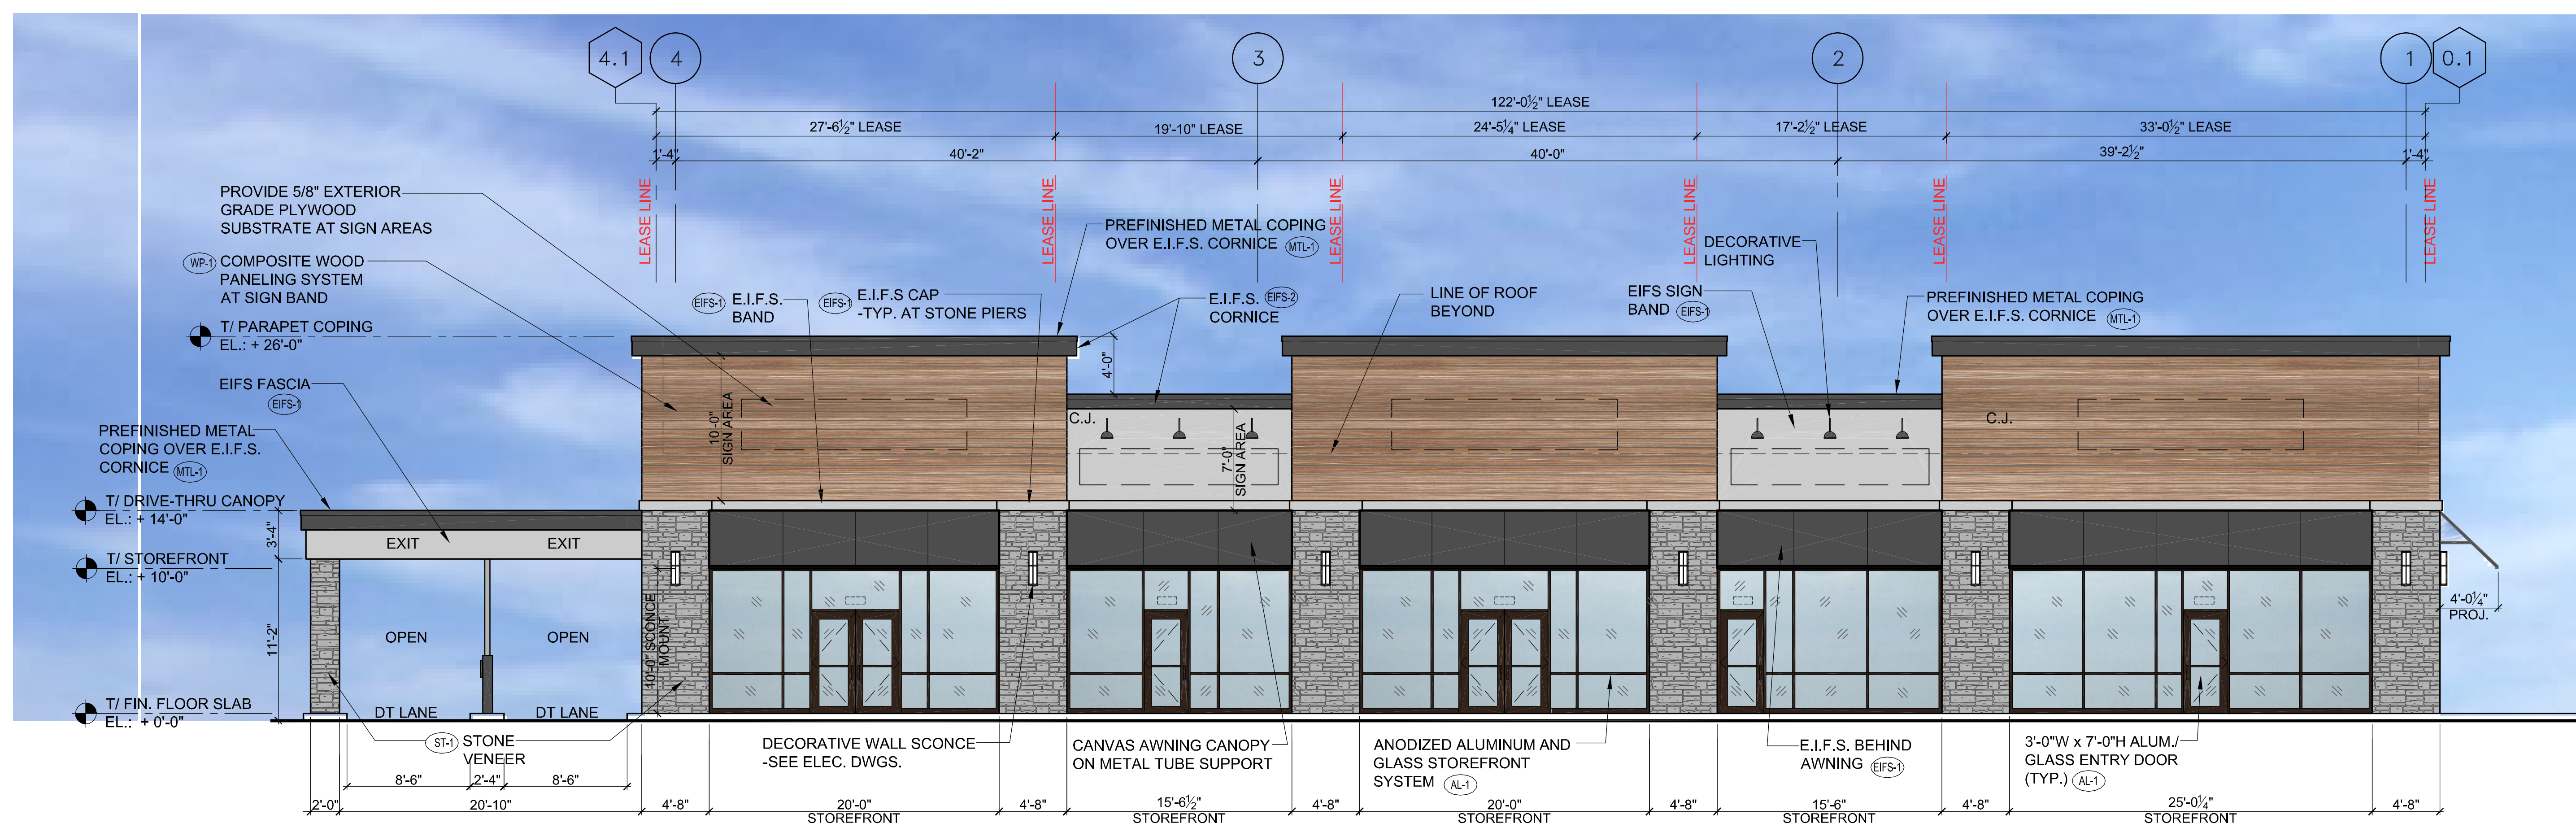 4.1
4
3
2
1
0.1
122'-0½" LEASE
27'-6½" LEASE
19'-10" LEASE
24'-5¼" LEASE
17'-2½" LEASE
33'-0½" LEASE
1'-4"
40'-2"
40'-0"
39'-2½"
1'-4"
LEASE LINE
LEASE LINE
LEASE LINE
LEASE LINE
LEASE LINE
LEASE LINE
PROVIDE 5/8" EXTERIOR
GRADE PLYWOOD
SUBSTRATE AT SIGN AREAS
WP-1 COMPOSITE WOOD
PANELING SYSTEM
AT SIGN BAND
PREFINISHED METAL COPING
OVER E.I.F.S. CORNICE MTL-1
DECORATIVE
LIGHTING
EIFS-1 E.I.F.S.
BAND
EIFS-1 E.I.F.S CAP
-TYP. AT STONE PIERS
E.I.F.S. EIFS-2
CORNICE
LINE OF ROOF
BEYOND
EIFS SIGN
BAND EIFS-1
PREFINISHED METAL COPING
OVER E.I.F.S. CORNICE MTL-1
T/ PARAPET COPING
EL.: + 26'-0"
4'-0"
EIFS FASCIA
EIFS-1
10'-0"
SIGN AREA
C.J.
7'-0"
SIGN AREA
C.J.
PREFINISHED METAL
COPING OVER E.I.F.S.
CORNICE MTL-1
T/ DRIVE-THRU CANOPY
EL.: + 14'-0"
3'-4"
EXIT
EXIT
T/ STOREFRONT
EL.: + 10'-0"
11'-2"
OPEN
OPEN
10'-0" SCONCE
MOUNT
4'-0¼"
PROJ.
T/ FIN. FLOOR SLAB
EL.: + 0'-0"
DT LANE
DT LANE
ST-1 STONE
VENEER
DECORATIVE WALL SCONCE
-SEE ELEC. DWGS.
CANVAS AWNING CANOPY
ON METAL TUBE SUPPORT
ANODIZED ALUMINUM AND
GLASS STOREFRONT
SYSTEM AL-1
E.I.F.S. BEHIND
AWNING EIFS-1
3'-0"W x 7'-0"H ALUM./
GLASS ENTRY DOOR
(TYP.) AL-1
8'-6"
2'-4"
8'-6"
2'-0"
20'-10"
4'-8"
20'-0"
STOREFRONT
4'-8"
15'-6½"
STOREFRONT
4'-8"
20'-0"
STOREFRONT
4'-8"
15'-6"
STOREFRONT
4'-8"
25'-0¼"
STOREFRONT
4'-8"